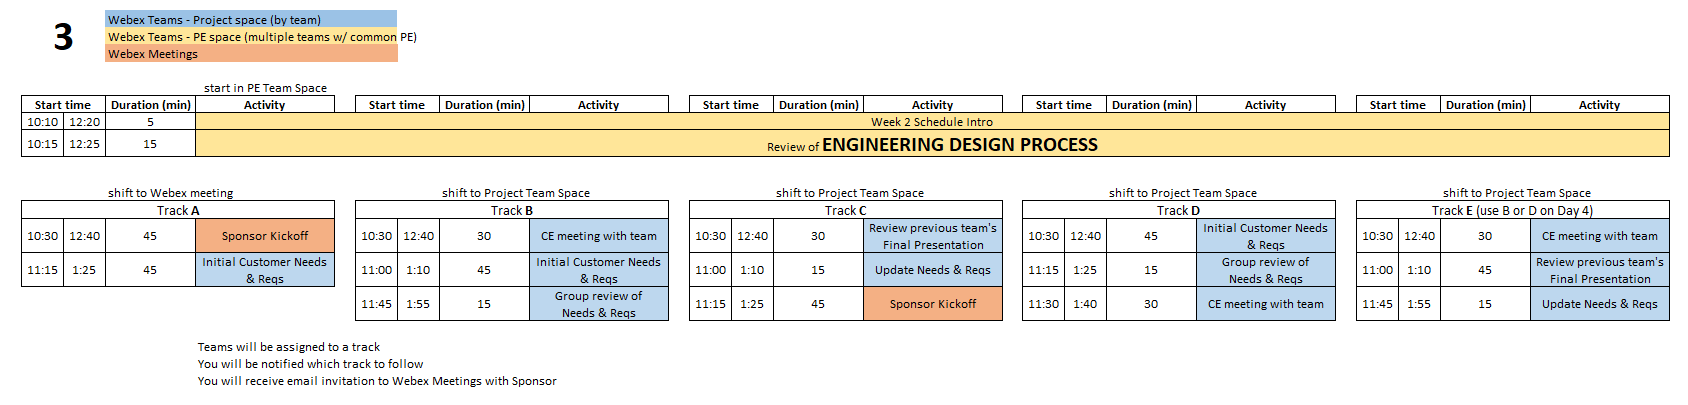 3
Webex Teams - Project space (by team)
Webex Teams - PE space (multiple teams w/ common PE)
Webex Meetings
start in PE Team Space
Start time Duration (min) Activity Start time Duration (min) Activity Start time Duration (min) Activity Start time Duration (min) Activity Start time Duration (min) Activity
10:10 12:20 5 Week 2 Schedule Intro
10:15 12:25 15 Review of ENGINEERING DESIGN PROCESS
shift to Webex meeting
Track A
10:30 12:40 45 Sponsor Kickoff
11:15 1:25 45 Initial Customer Needs
& Reqs
shift to Project Team Space
Track B
10:30 12:40 30 CE meeting with team
11:00 1:10 45 Initial Customer Needs
& Reqs
11:45 1:55 15 Group review of
Needs & Reqs
shift to Project Team Space
Track C
10:30 12:40 30 Review previous team's
Final Presentation
11:00 1:10 15 Update Needs & Reqs
11:15 1:25 45 Sponsor Kickoff
shift to Project Team Space
Track D
10:30 12:40 45 Initial Customer Needs
& Reqs
11:15 1:25 15 Group review of
Needs & Reqs
11:30 1:40 30 CE meeting with team
shift to Project Team Space
Track E (use B or D on Day 4)
10:30 12:40 30 CE meeting with team
11:00 1:10 45 Review previous team's
Final Presentation
11:45 1:55 15 Update Needs & Reqs
Teams will be assigned to a track
You will be notified which track to follow
You will receive email invitation to Webex Meetings with Sponsor